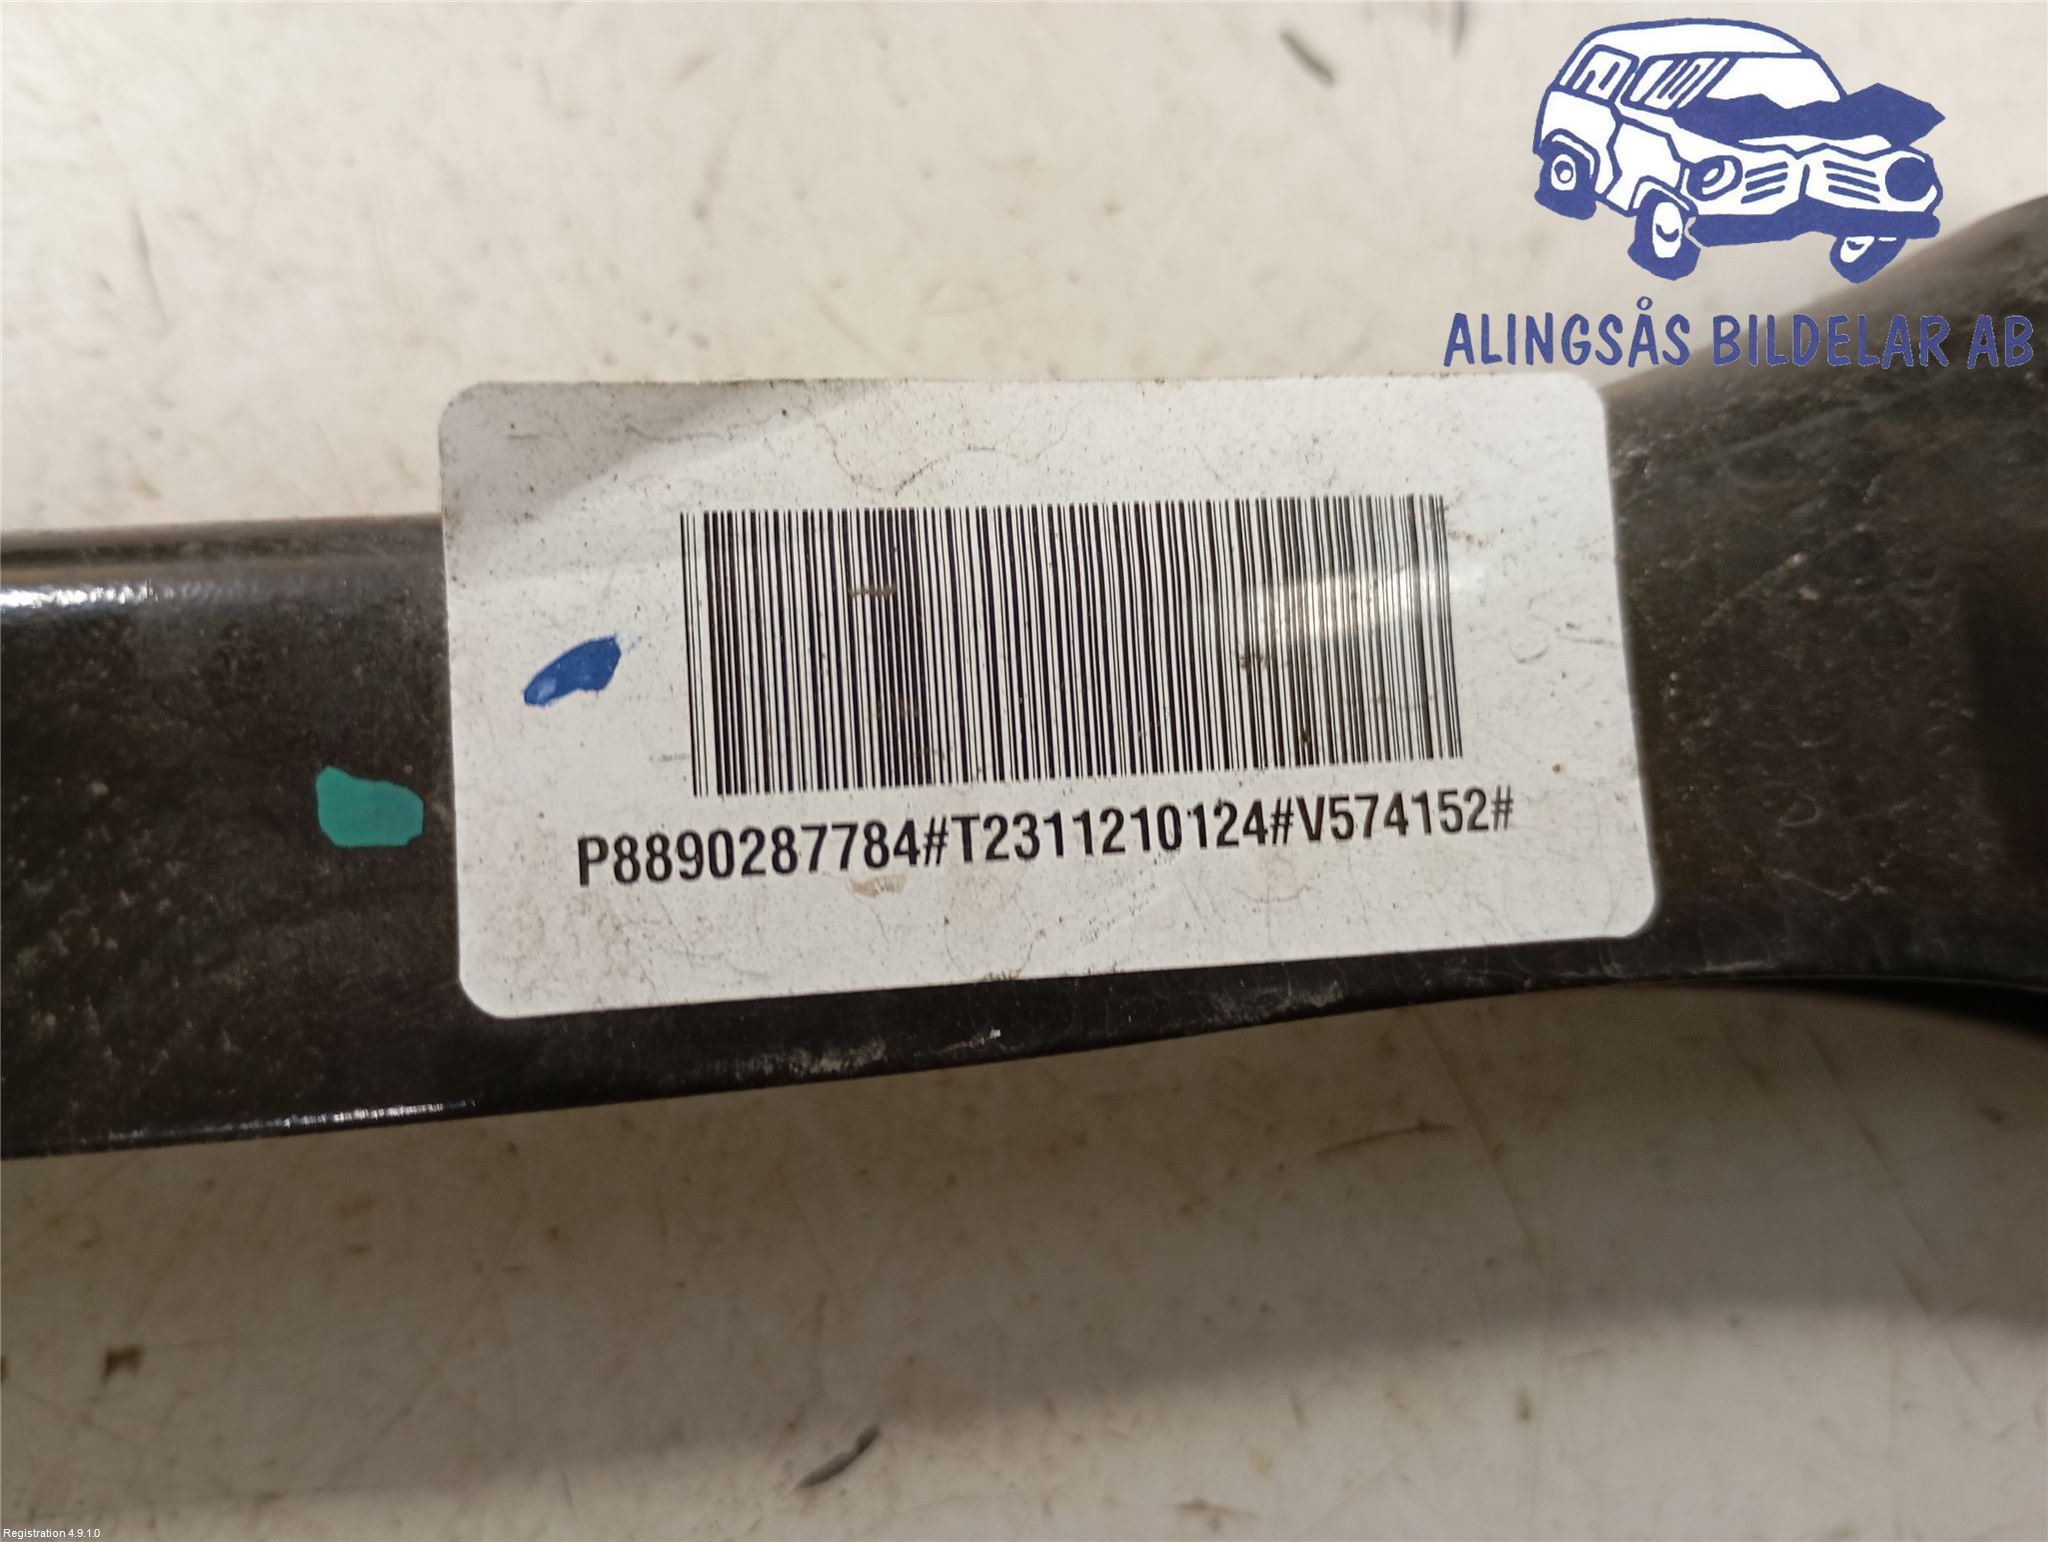 ALINGSÅS BILDELAR AB
P8890287784#T2311210124#V574152#
Registration 4.9.1.0